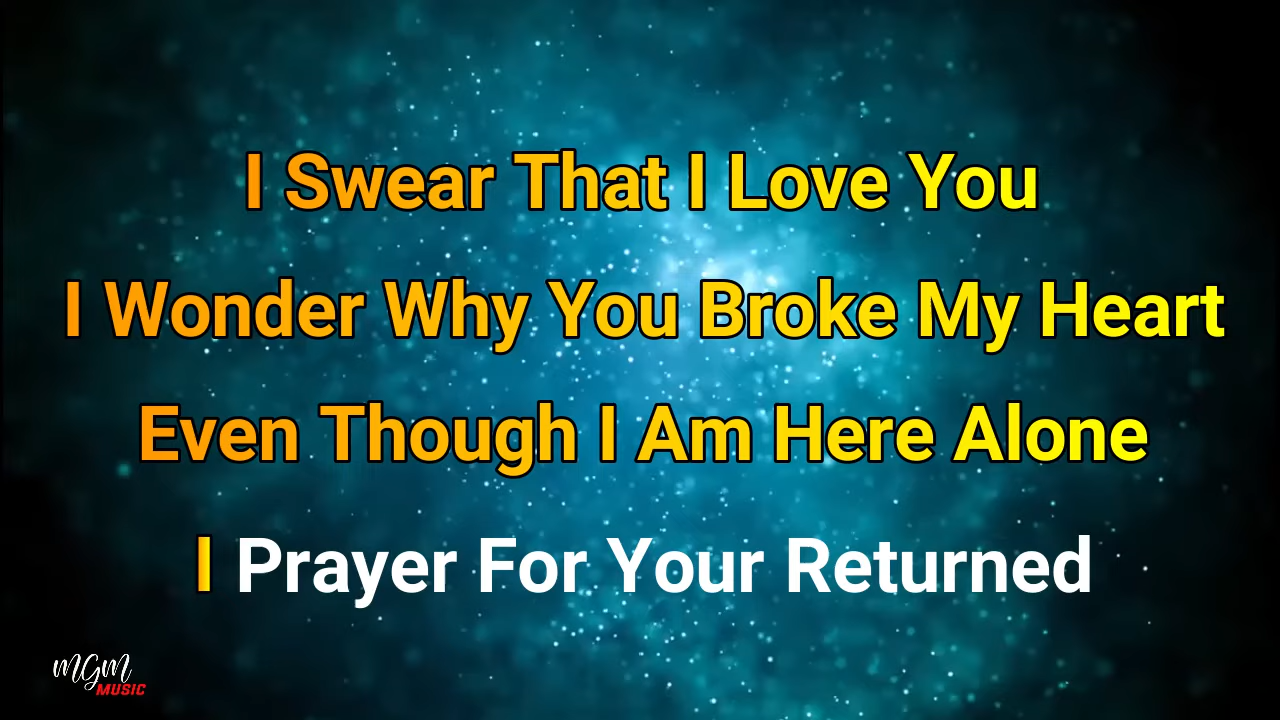 I Swear That I Love You
I Wonder Why You Broke My Heart
Even Though I Am Here Alone
I Prayer For Your Returned
MGM
MUSIC